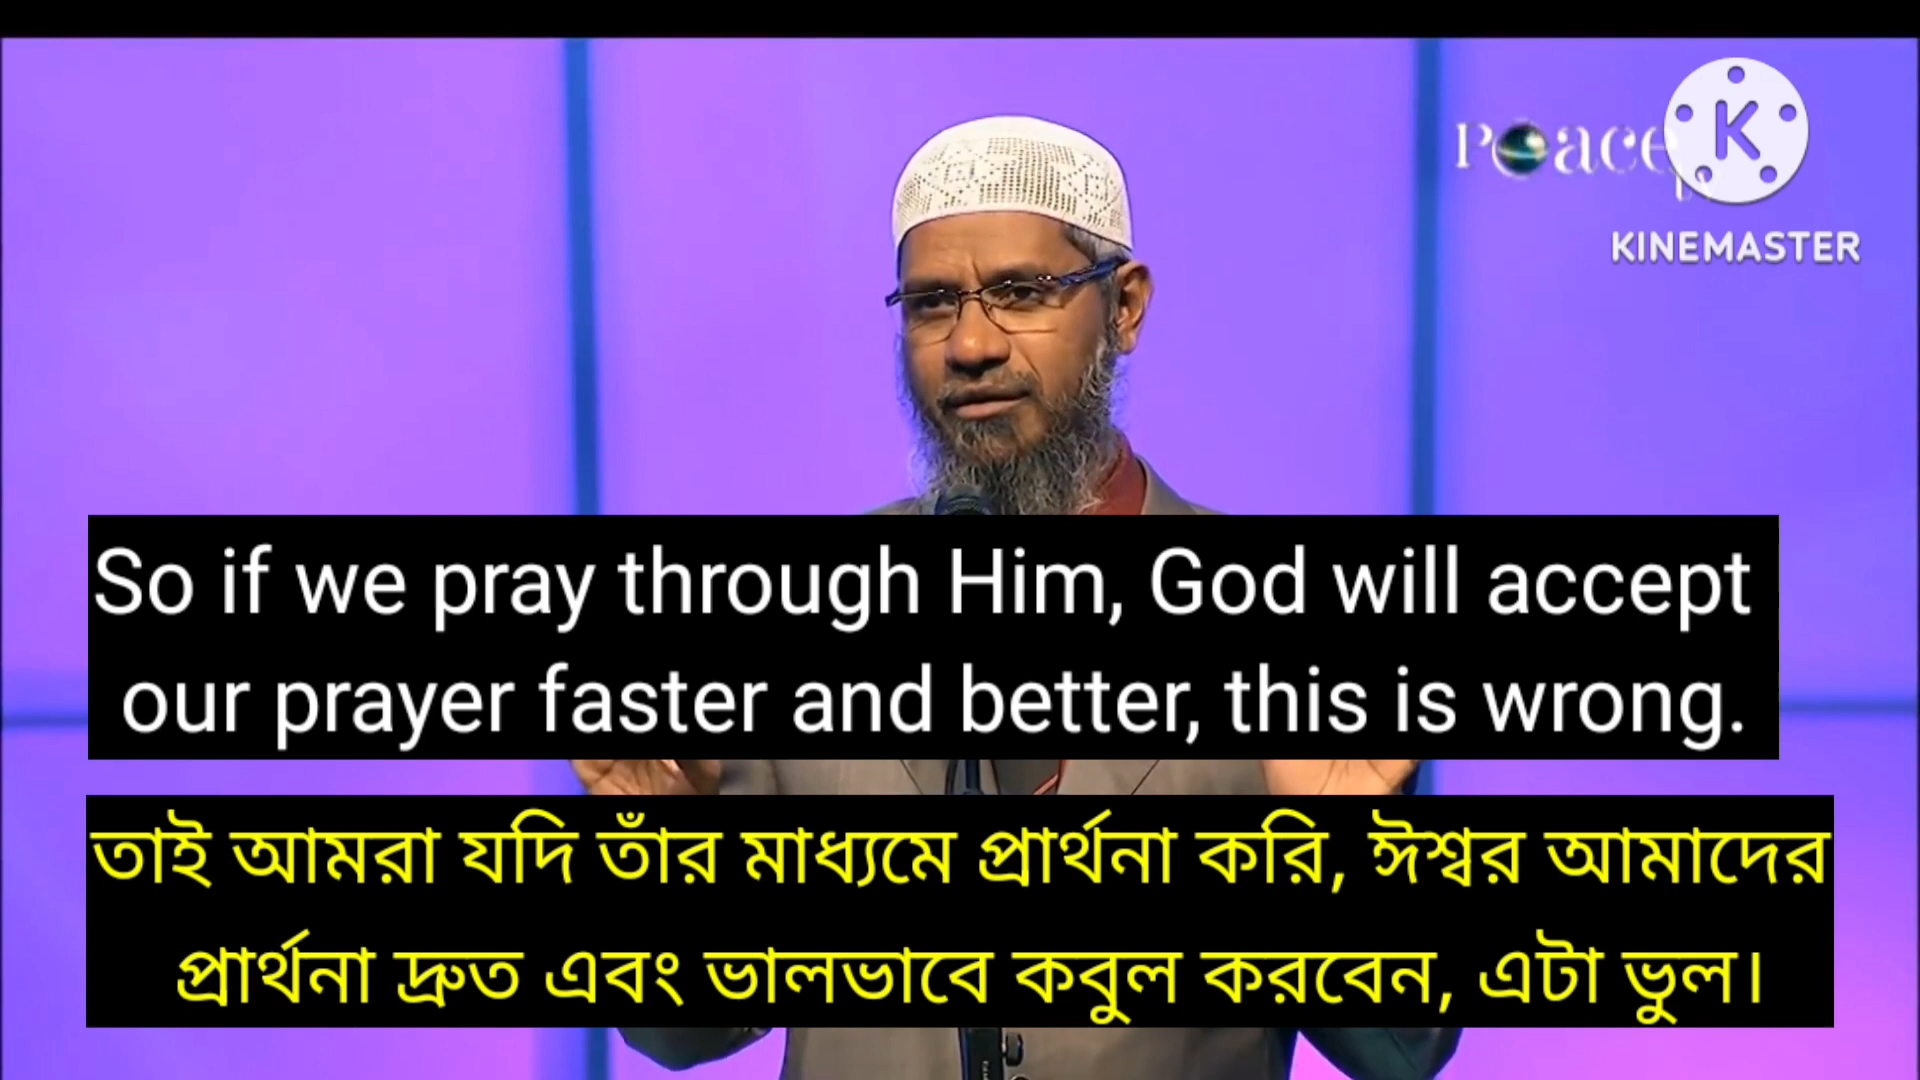 Peace
tv
K
KINEMASTER
So if we pray through Him, God will accept
our prayer faster and better, this is wrong.
তাই আমরা যদি তাঁর মাধ্যমে প্রার্থনা করি, ঈশ্বর আমাদের
প্রার্থনা দ্রুত এবং ভালভাবে কবুল করবেন, এটা ভুল।